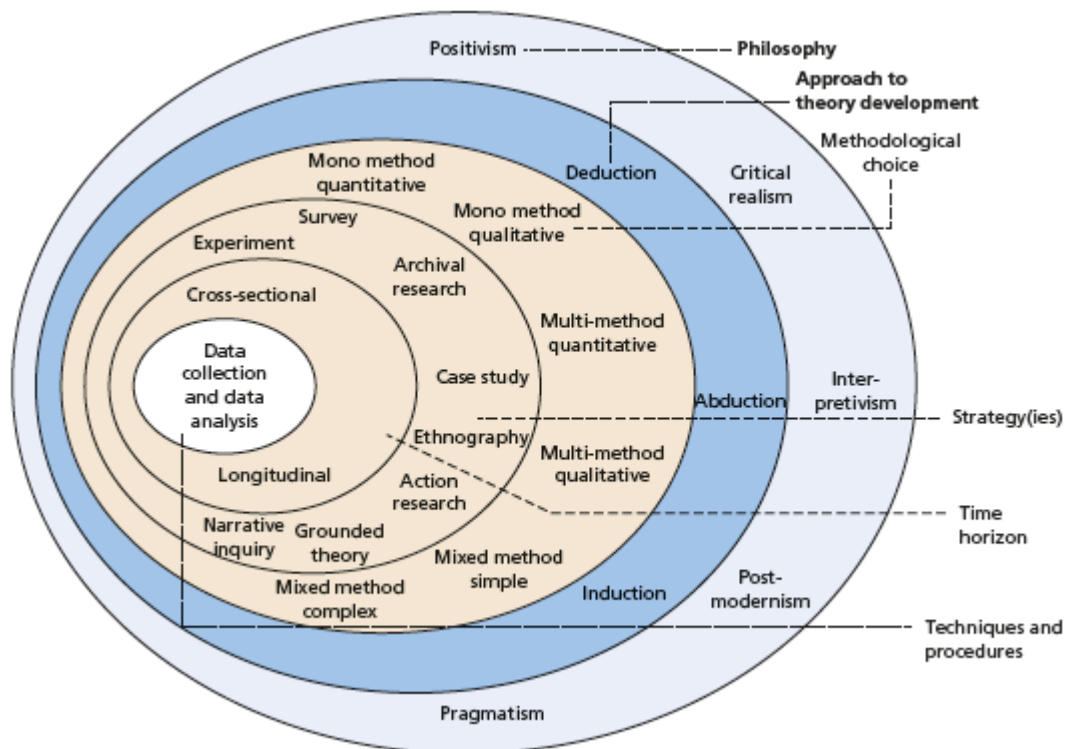 Positivism
Philosophy
Approach to
theory development
Methodological
choice
Mono method
quantitative
Deduction
Critical
realism
Survey
Mono method
qualitative
Experiment
Archival
research
Cross-sectional
Multi-method
quantitative
Data
collection
and data
analysis
Case study
Abduction
Inter-
pretivism
Strategy(ies)
Ethnography
Multi-method
qualitative
Longitudinal
Action
research
Time
horizon
Narrative
inquiry
Grounded
theory
Mixed method
simple
Mixed method
complex
Induction
Post-
modernism
Techniques and
procedures
Pragmatism